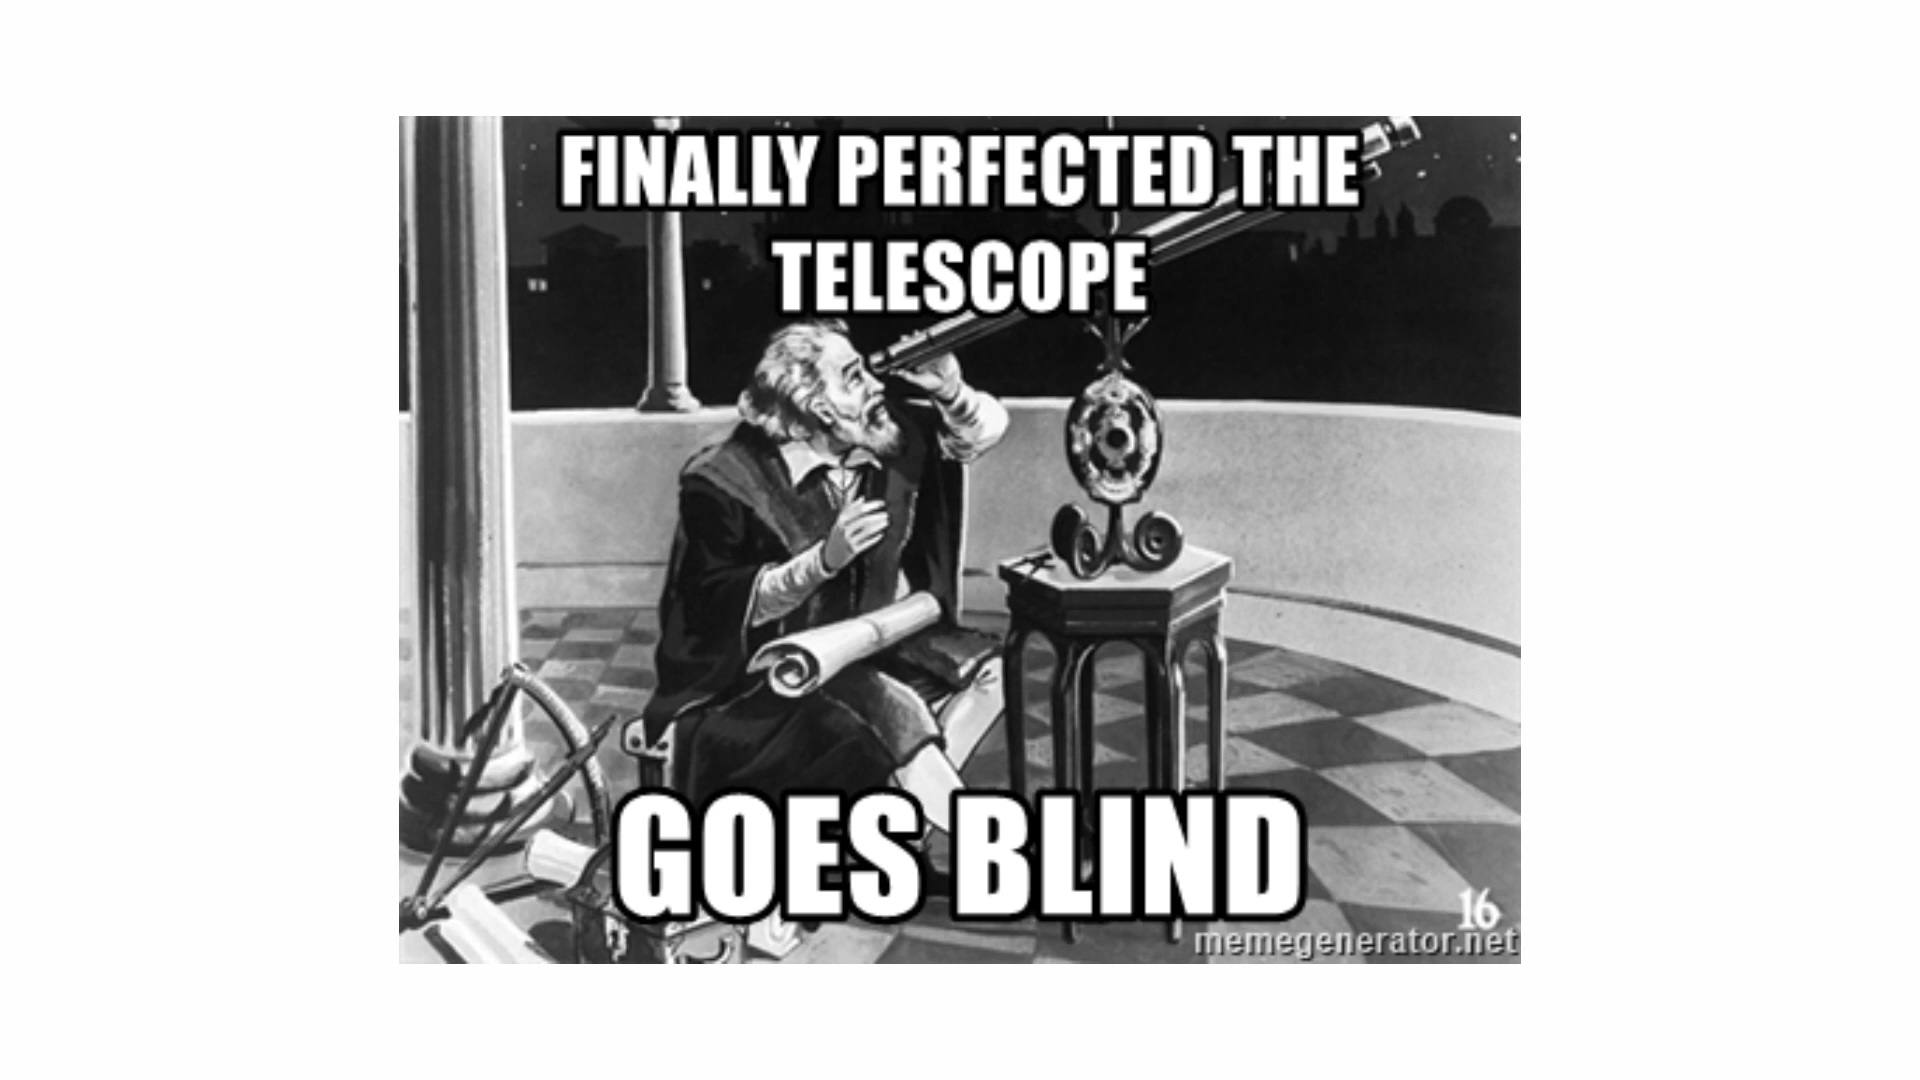 FINALLY PERFECTED THE
TELESCOPE
GOES BLIND
16
memegenerator.net